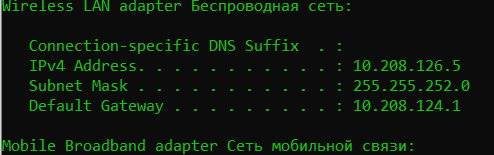 Wireless LAN adapter Беспроводная сеть:
Connection-specific DNS Suffix  . :
IPv4 Address. . . . . . . . . . . : 10.208.126.5
Subnet Mask . . . . . . . . . . . : 255.255.252.0
Default Gateway . . . . . . . . . : 10.208.124.1
Mobile Broadband adapter Сеть мобильной связи: